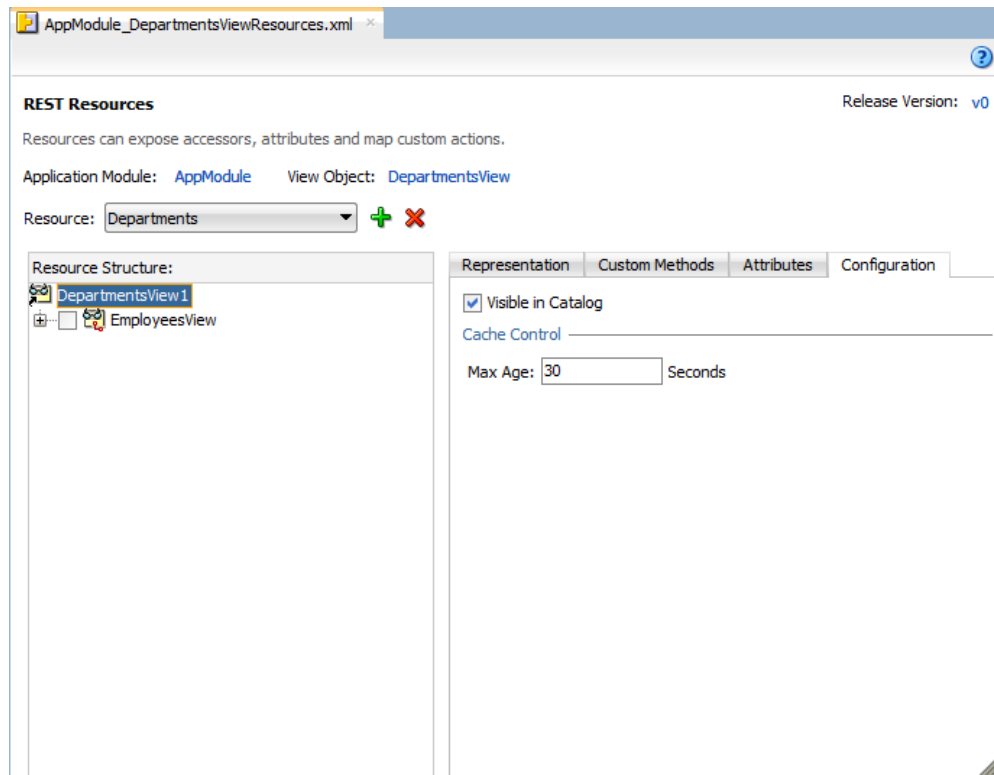 AppModule_DepartmentsViewResources.xml
REST Resources
Release Version: v0
Resources can expose accessors, attributes and map custom actions.
Application Module: AppModule View Object: DepartmentsView
Resource: Departments
Resource Structure:
DepartmentsView1
EmployeesView
Representation Custom Methods Attributes Configuration
Visible in Catalog
Cache Control
Max Age: 30 Seconds